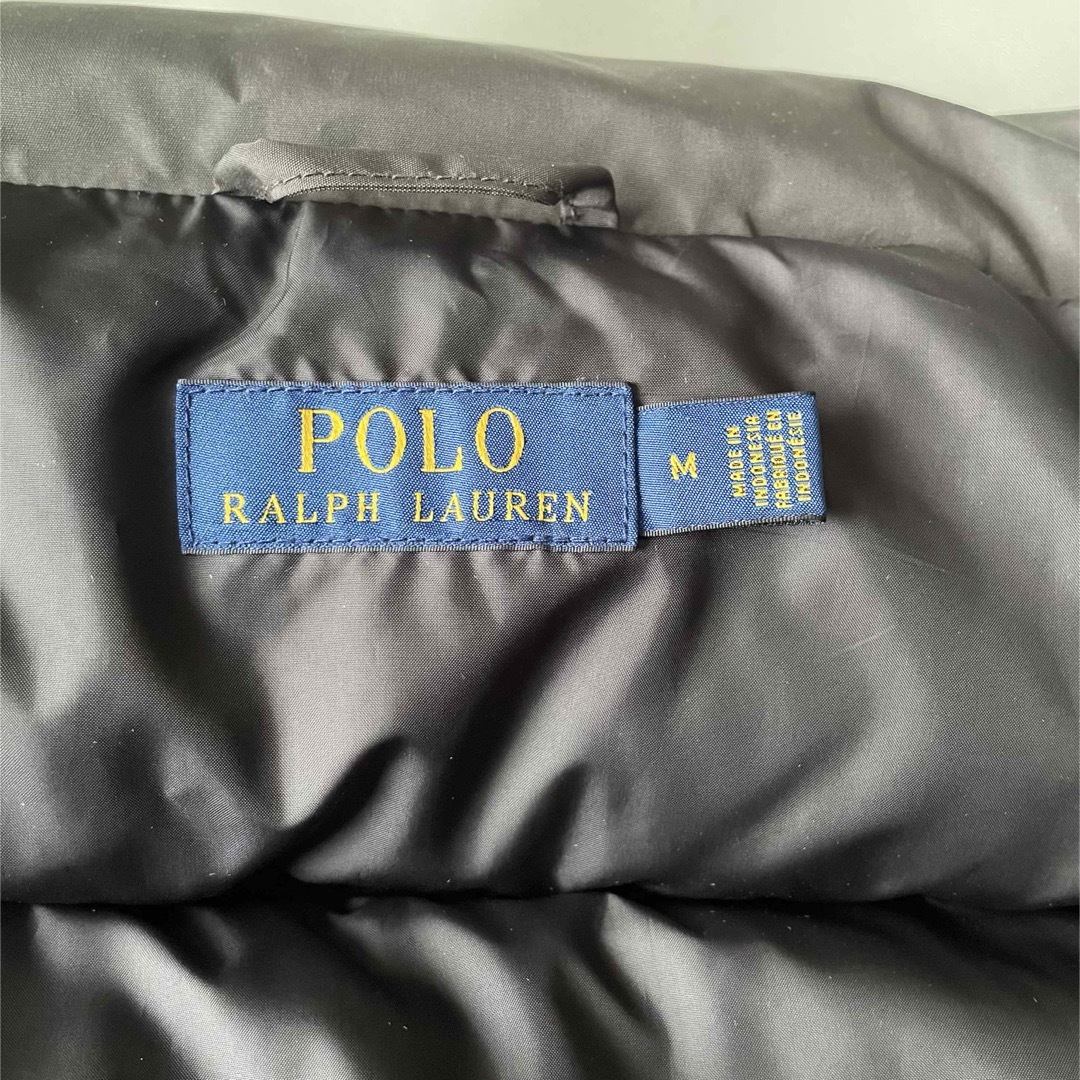 POLO
RALPH LAUREN
M
MADE IN
INDONESIA
FABRIQUÉ EN
INDONÉSIE